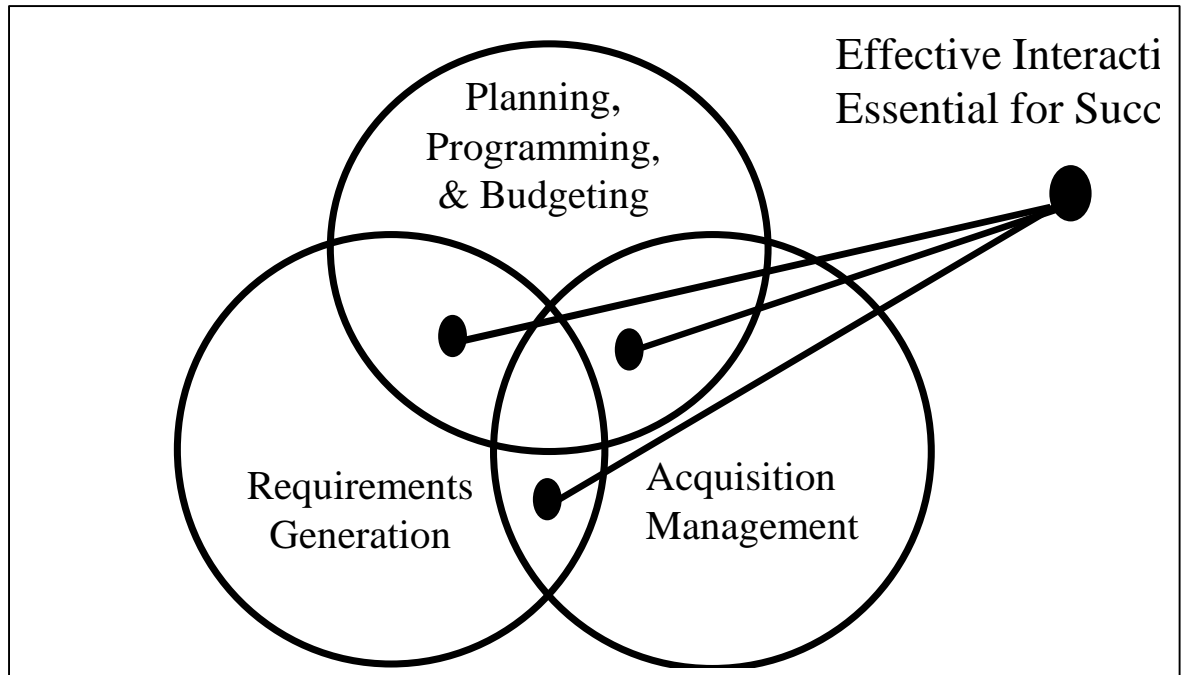 Effective Interacti
Essential for Succ
Planning,
Programming,
& Budgeting
Requirements
Generation
Acquisition
Management